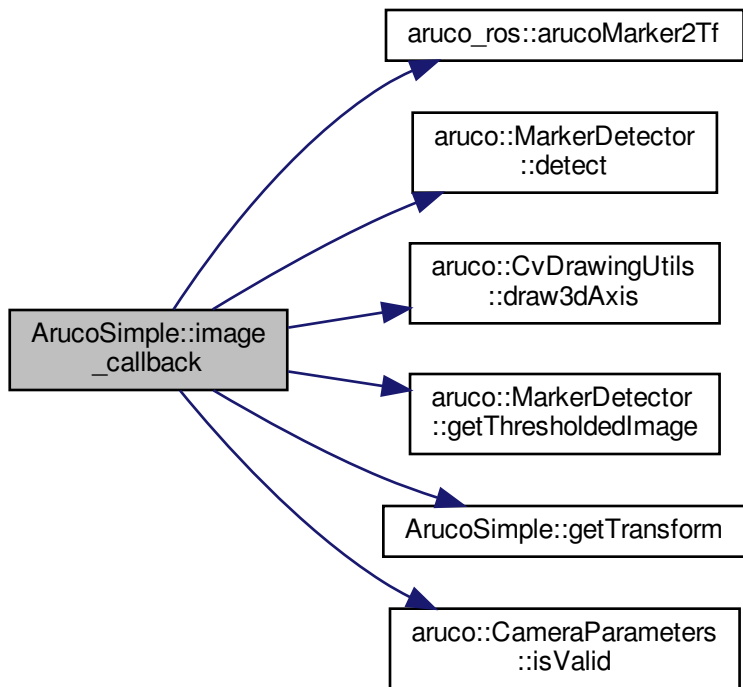 aruco_ros::arucoMarker2Tf
aruco::MarkerDetector
::detect
aruco::CvDrawingUtils
::draw3dAxis
ArucoSimple::image
_callback
aruco::MarkerDetector
::getThresholdedImage
ArucoSimple::getTransform
aruco::CameraParameters
::isValid